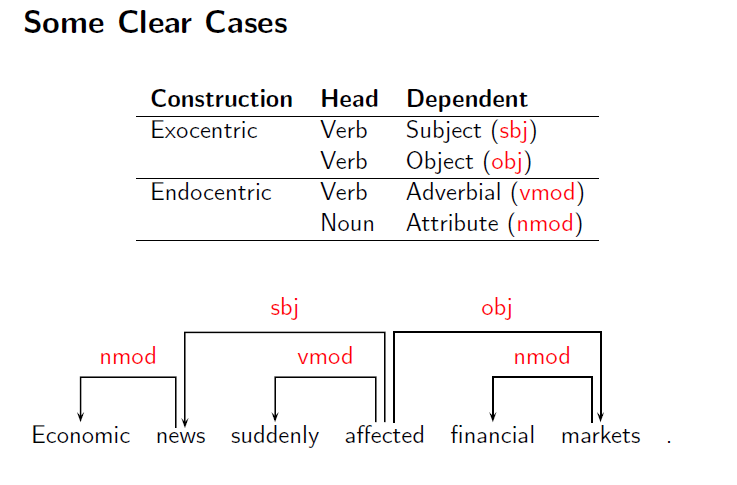 Some Clear Cases
Construction Head Dependent
Exocentric Verb Subject (sbj)
Verb Object (obj)
Endocentric Verb Adverbial (vmod)
Noun Attribute (nmod)
sbj obj
nmod vmod nmod
Economic news suddenly affected financial markets .